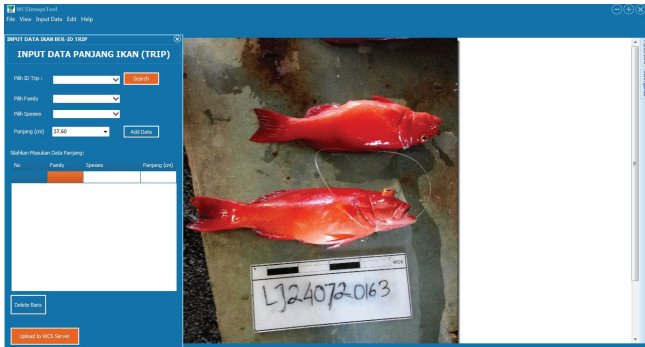 WCSImageTool
File View Input Data Edit Help
INPUT DATA IKAN BER-ID TRIP
INPUT DATA PANJANG IKAN (TRIP)
Pilih ID Trip :
Search
Pilih Family
Pilih Spesies
Panjang (cm) 37.60
Add Data
Silahkan Masukan Data Panjang:
No Family Spesies Panjang (cm)
WCS
LJ240720163
Delete Baris
Upload to WCS Server